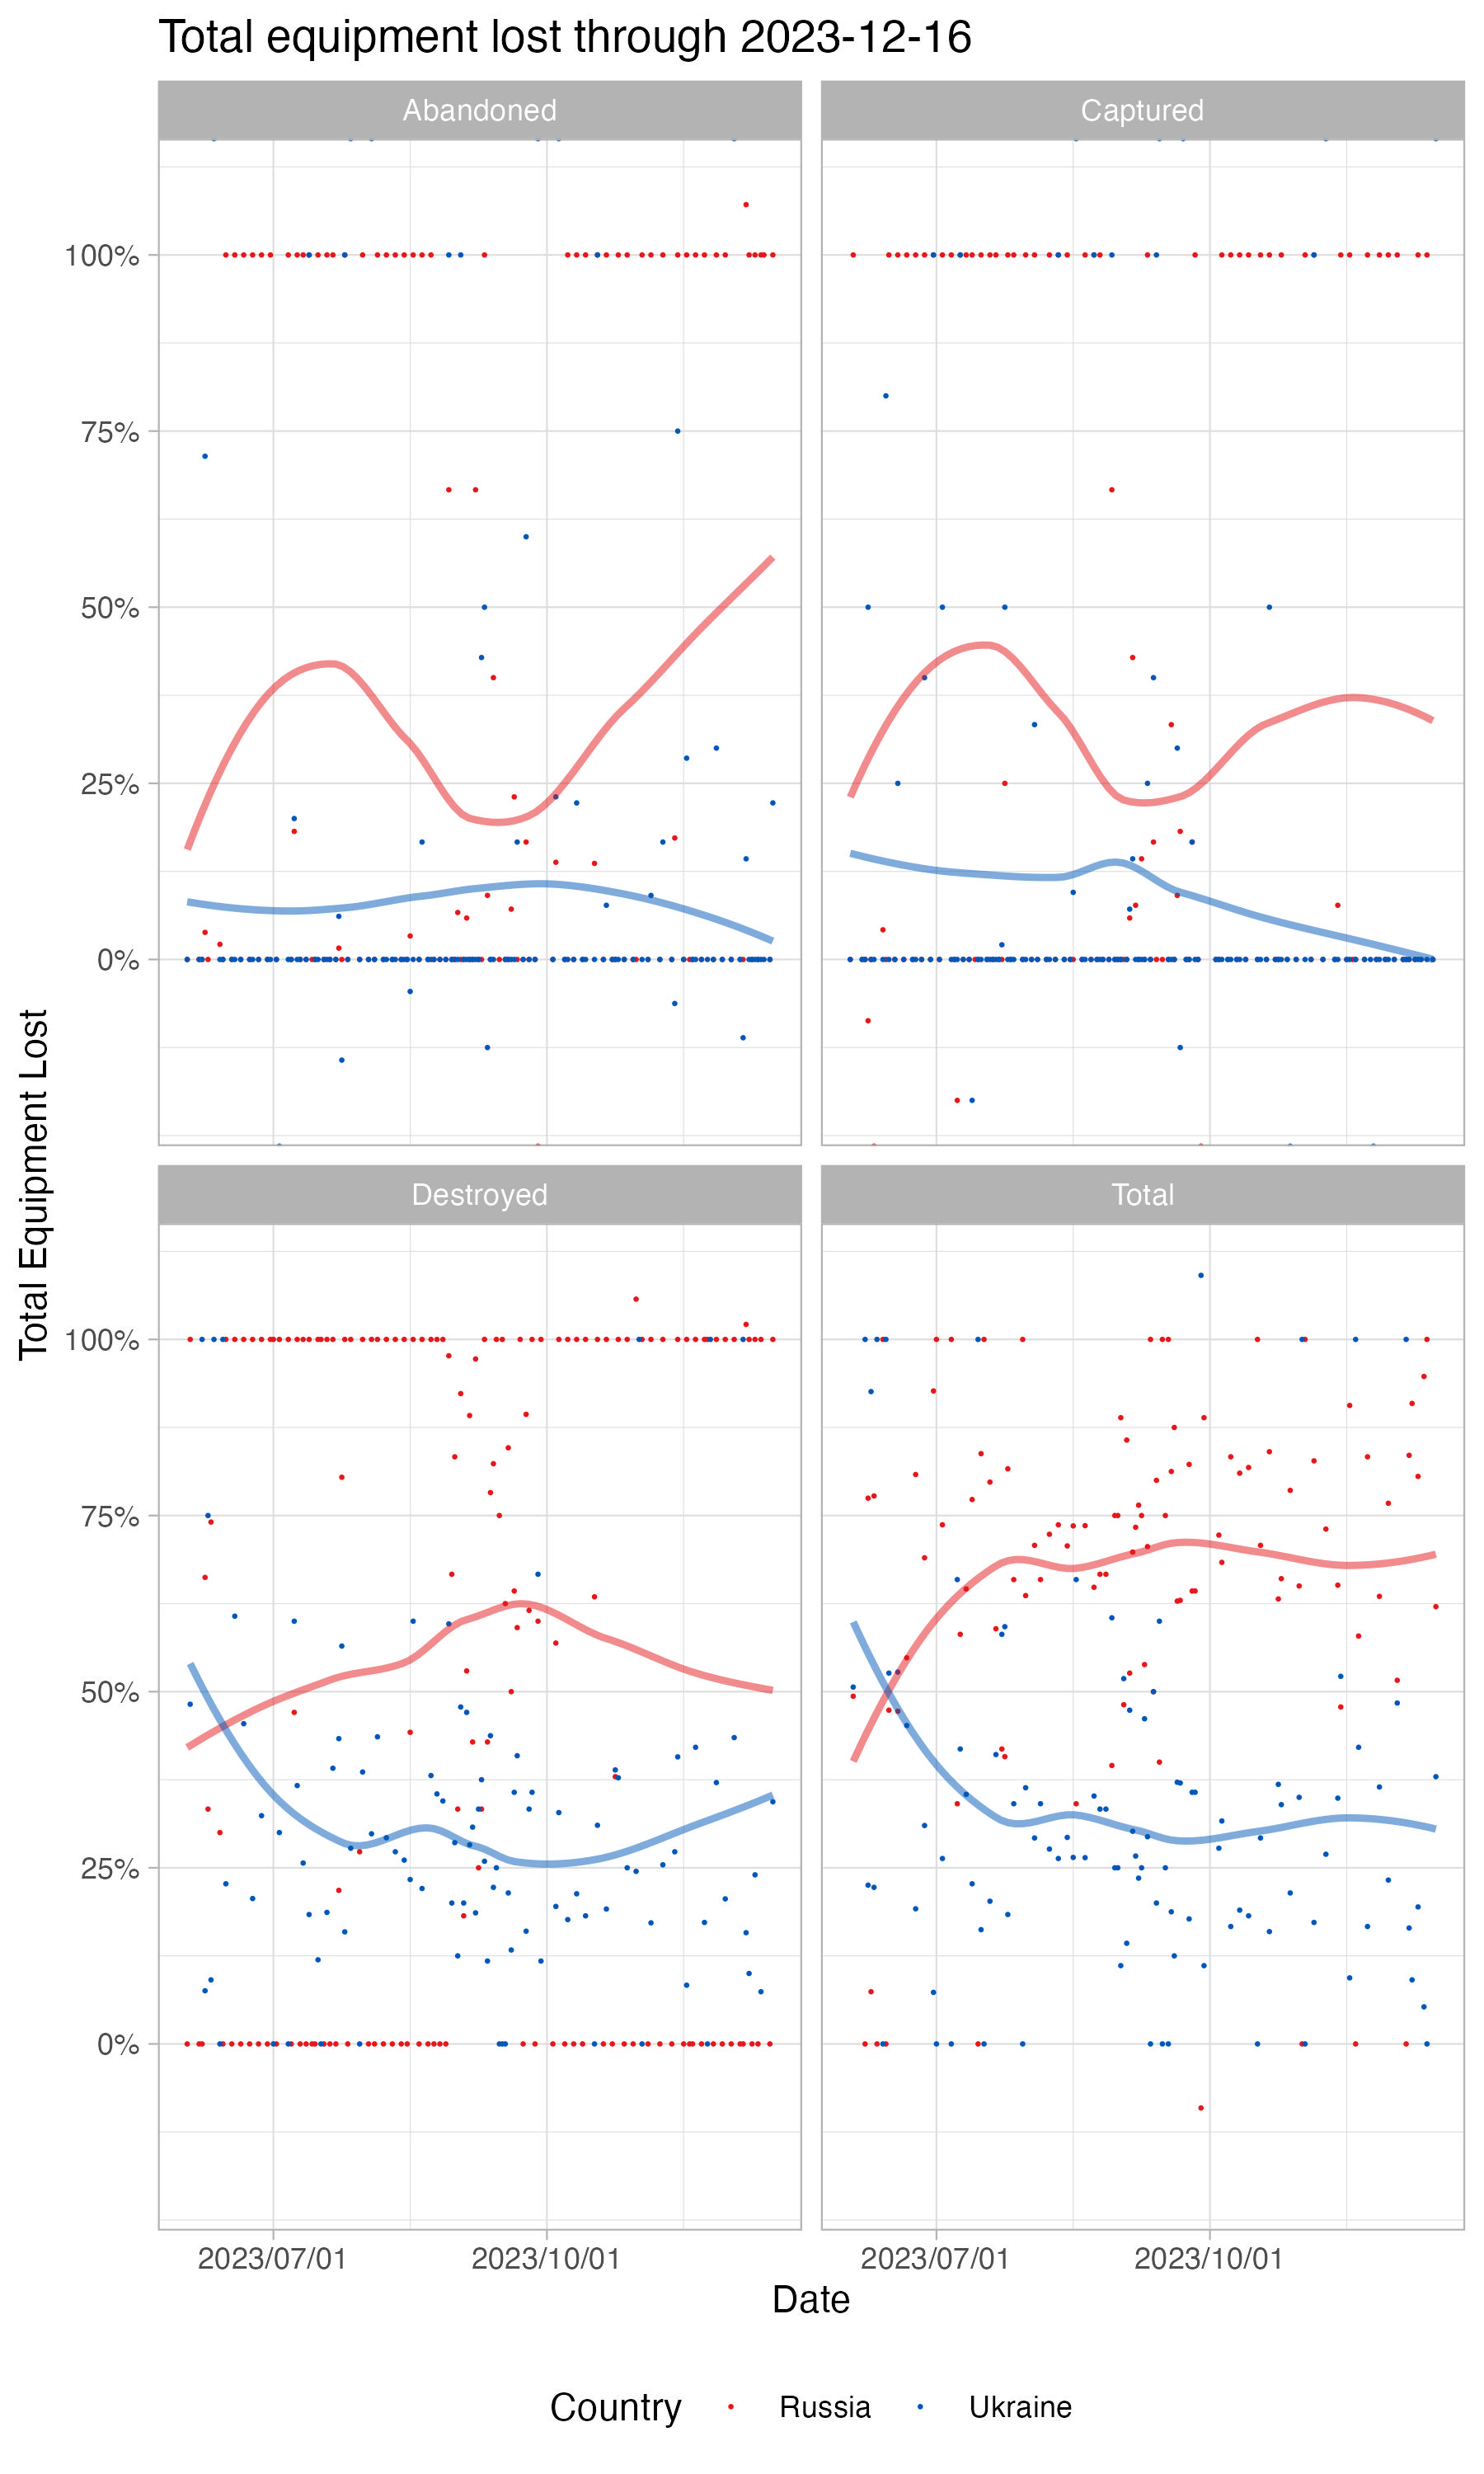 Total equipment lost through 2023-12-16
Abandoned
Captured
100%
75%
50%
25%
0%
Destroyed
Total
100%
75%
50%
25%
0%
Total Equipment Lost
2023/07/01
2023/10/01
2023/07/01
2023/10/01
Date
Country
Russia
Ukraine